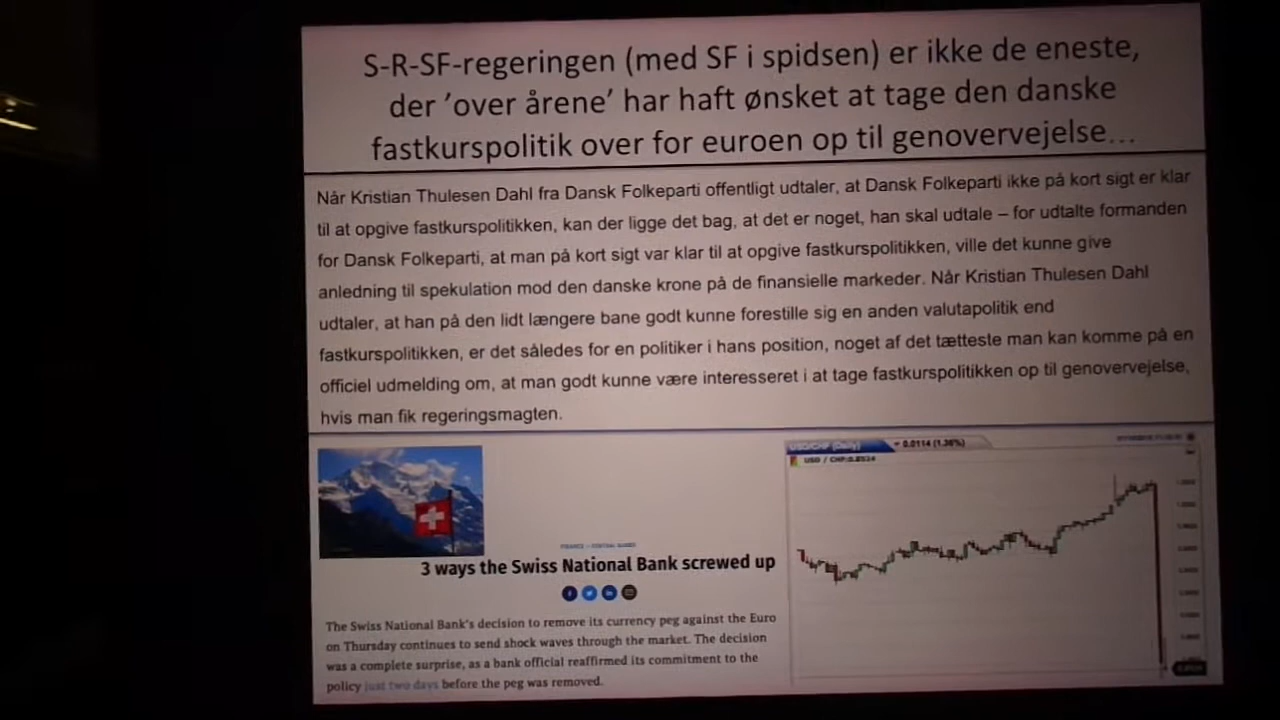 S-R-SF-regeringen (med SF i spidsen) er ikke de eneste,
der ’over årene’ har haft ønsket at tage den danske
fastkurspolitik over for euroen op til genovervejelse…
Når Kristian Thulesen Dahl fra Dansk Folkeparti offentligt udtaler, at Dansk Folkeparti ikke på kort sigt er klar
til at opgive fastkurspolitikken, kan der ligge det bag, at det er noget, han skal udtale – for udtalte formanden
for Dansk Folkeparti, at man på kort sigt var klar til at opgive fastkurspolitikken, ville det kunne give
anledning til spekulation mod den danske krone på de finansielle markeder. Når Kristian Thulesen Dahl
udtaler, at han på den lidt længere bane godt kunne forestille sig en anden valutapolitik end
fastkurspolitikken, er det således for en politiker i hans position, noget af det tætteste man kan komme på en
officiel udmelding om, at man godt kunne være interesseret i at tage fastkurspolitikken op til genovervejelse,
hvis man fik regeringsmagten.
USD/CHF (Daily) 0.0114 (1.36%)
USD / CHF
3 ways the Swiss National Bank screwed up
The Swiss National Bank's decision to remove its currency peg against the Euro
on Thursday continues to send shock waves through the market. The decision
was a complete surprise, as a bank official reaffirmed its commitment to the
policy just two days before the peg was removed.